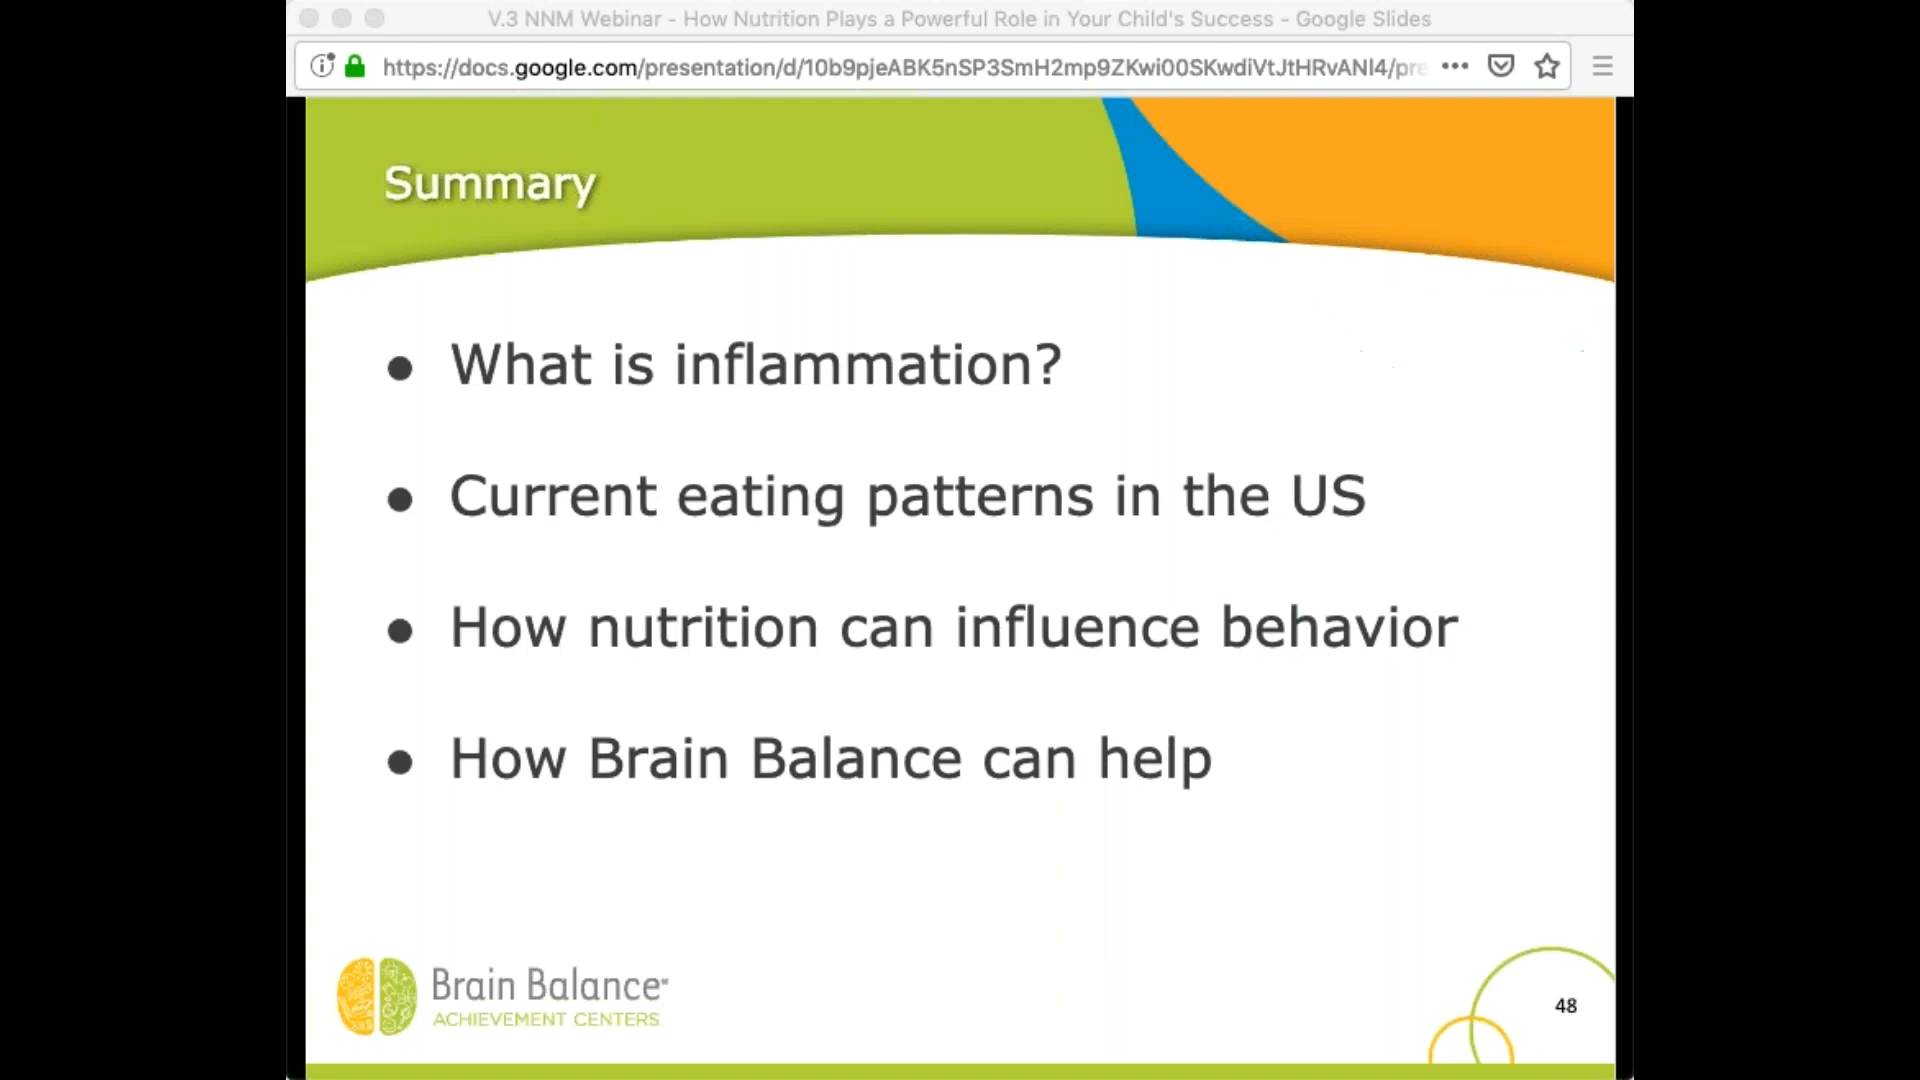 V.3 NNM Webinar - How Nutrition Plays a Powerful Role in Your Child's Success - Google Slides
https://docs.google.com/presentation/d/10b9pjeABK5nSP3SmH2mp9ZKwi00SKwdiVtJtHRvANl4/pre
Summary
● What is inflammation?
● Current eating patterns in the US
● How nutrition can influence behavior
● How Brain Balance can help
Brain Balance™
ACHIEVEMENT CENTERS
48